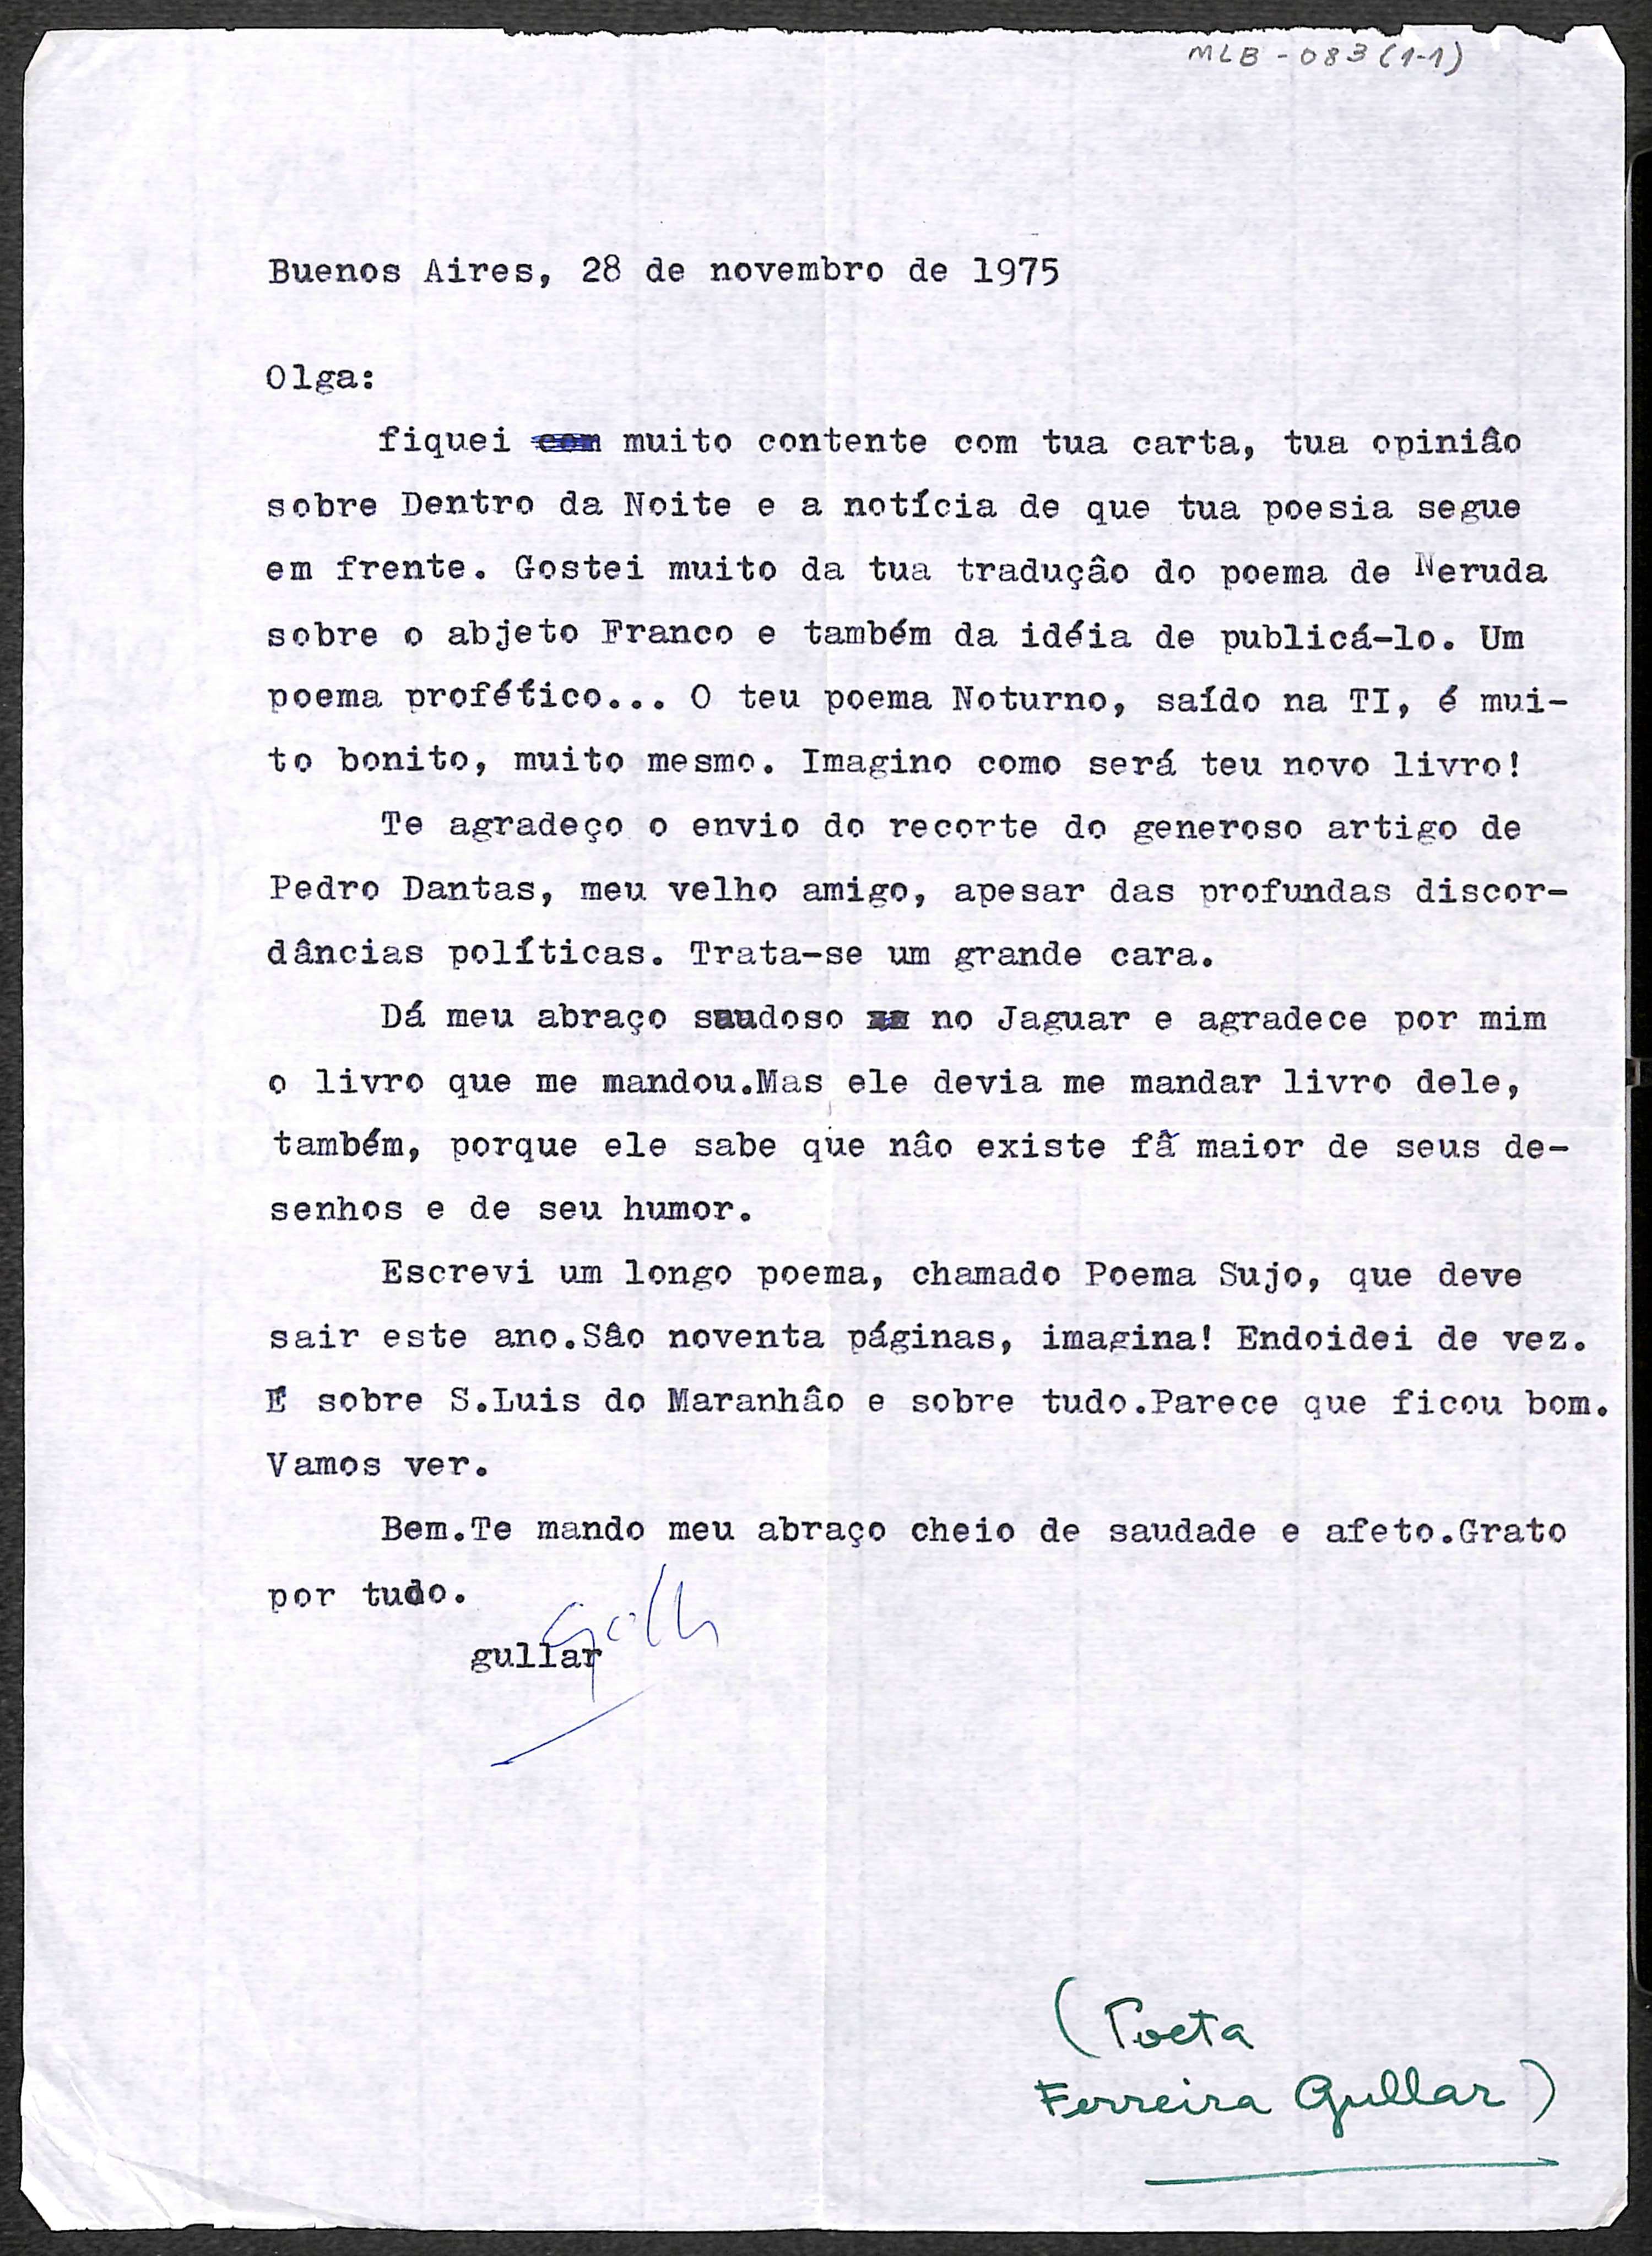 MLB - 083 (1-1)
Buenos Aires, 28 de novembro de 1975
Olga:
fiquei com muito contente com tua carta, tua opiniâo
sobre Dentro da Noite e a notícia de que tua poesia segue
em frente. Gostei muito da tua traduçâo do poema de Neruda
sobre o abjeto Franco e também da idéia de publicá-lo. Um
poema profético... O teu poema Noturno, saído na TI, é mui-
to bonito, muito mesmo. Imagino como será teu novo livro!
Te agradeço o envio do recorte do generoso artigo de
Pedro Dantas, meu velho amigo, apesar das profundas discor-
dâncias políticas. Trata-se um grande cara.
Dá meu abraço saudoso no Jaguar e agradece por mim
o livro que me mandou.Mas ele devia me mandar livro dele,
também, porque ele sabe que nâo existe fã maior de seus de-
senhos e de seu humor.
Escrevi um longo poema, chamado Poema Sujo, que deve
sair este ano.Sâo noventa páginas, imagina! Endoidei de vez.
É sobre S.Luis do Maranhâo e sobre tudo.Parece que ficou bom.
Vamos ver.
Bem.Te mando meu abraço cheio de saudade e afeto.Grato
por tudo.
gullar
(Poeta
Ferreira Gullar)